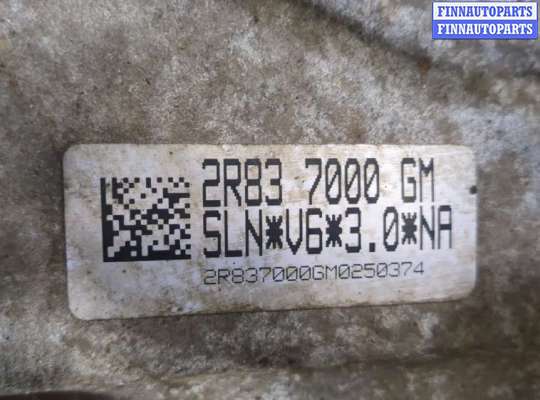 FINNAUTOPARTS
FINNAUTOPARTS
2R83 7000 GM
SLN*V6*3.0*NA
2R837000GM0250374